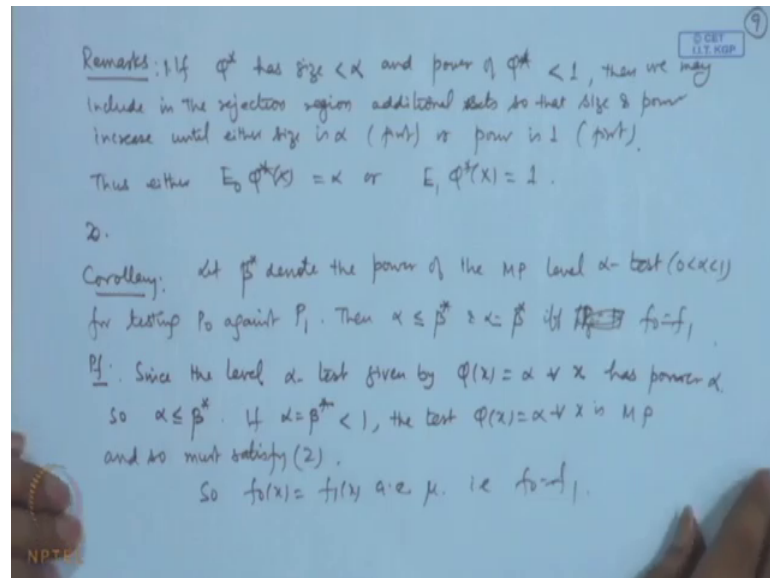 9
© CET
I.I.T. KGP
Remarks: 1. If φ* has size < α and power of φ* < 1, then we may
include in the rejection region additional sets so that size & power
increase until either size is α (first) or power is 1 (first).
Thus either E₀ φ*(X) = α or E₁ φ*(X) = 1.
2.
Corollary: Let β* denote the power of the MP level α- test (0<α<1)
for testing P₀ against P₁. Then α ≤ β* & α = β* iff f₀=f₁.
Pf. Since the level α- test given by φ(x) = α ∀ x has power α.
So α ≤ β*. If α = β* < 1, the test φ(x)=α ∀ x is MP
and so must satisfy (2).
So f₀(x) = f₁(x) a.e μ. ie f₀=f₁.
NPTEL